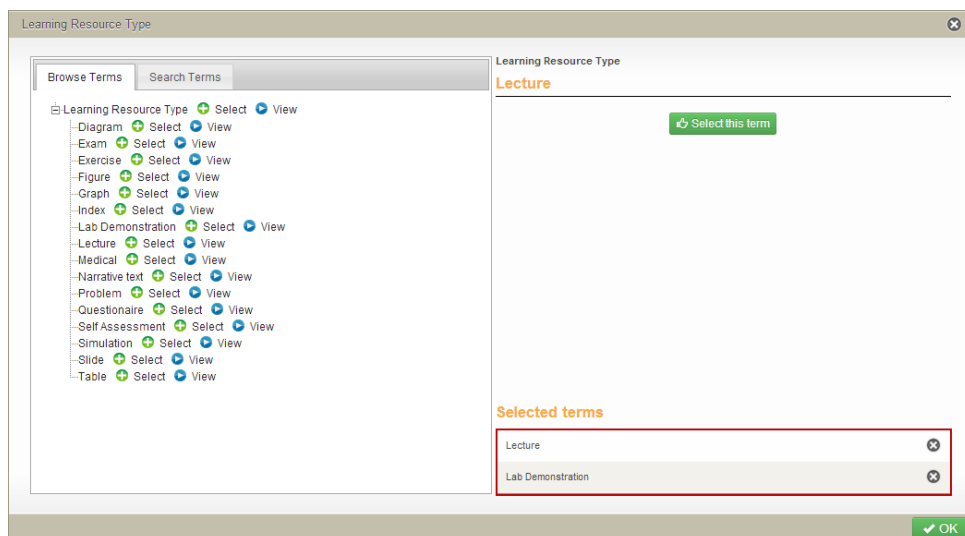 Learning Resource Type
Browse Terms
Search Terms
Learning Resource Type Select View
Diagram Select View
Exam Select View
Exercise Select View
Figure Select View
Graph Select View
Index Select View
Lab Demonstration Select View
Lecture Select View
Medical Select View
Narrative text Select View
Problem Select View
Questionaire Select View
Self Assessment Select View
Simulation Select View
Slide Select View
Table Select View
Learning Resource Type
Lecture
Select this term
Selected terms
Lecture
Lab Demonstration
OK